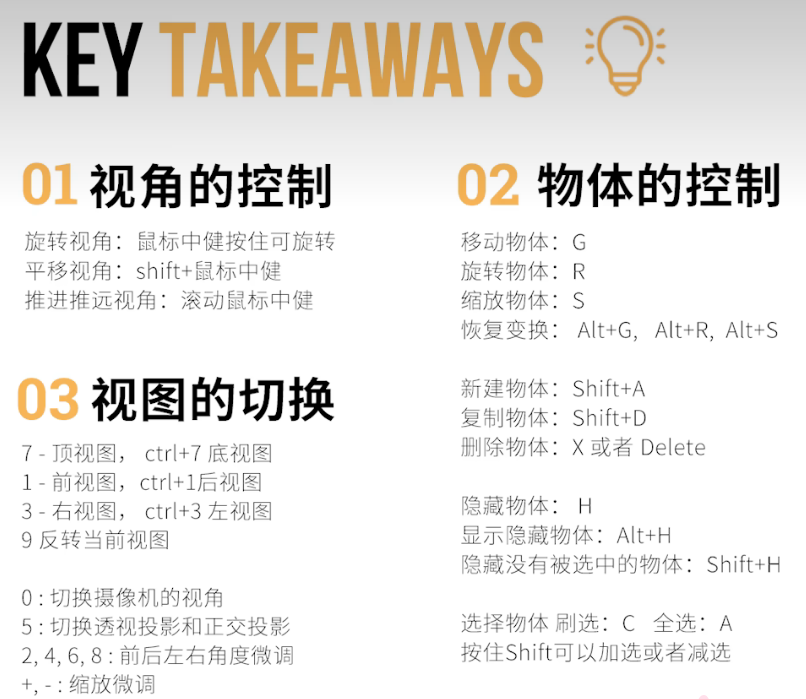 KEY TAKEAWAYS
01 视角的控制
旋转视角：鼠标中健按住可旋转
平移视角：shift+鼠标中健
推进推远视角：滚动鼠标中健
02 物体的控制
移动物体：G
旋转物体：R
缩放物体：S
恢复变换： Alt+G,  Alt+R, Alt+S
新建物体：Shift+A
复制物体：Shift+D
删除物体：X 或者 Delete
隐藏物体： H
显示隐藏物体：Alt+H
隐藏没有被选中的物体：Shift+H
选择物体 刷选：C  全选：A
按住Shift可以加选或者减选
03 视图的切换
7 - 顶视图， ctrl+7 底视图
1 - 前视图，ctrl+1后视图
3 - 右视图， ctrl+3 左视图
9 反转当前视图
0 : 切换摄像机的视角
5 : 切换透视投影和正交投影
2, 4, 6, 8 : 前后左右角度微调
+, - : 缩放微调